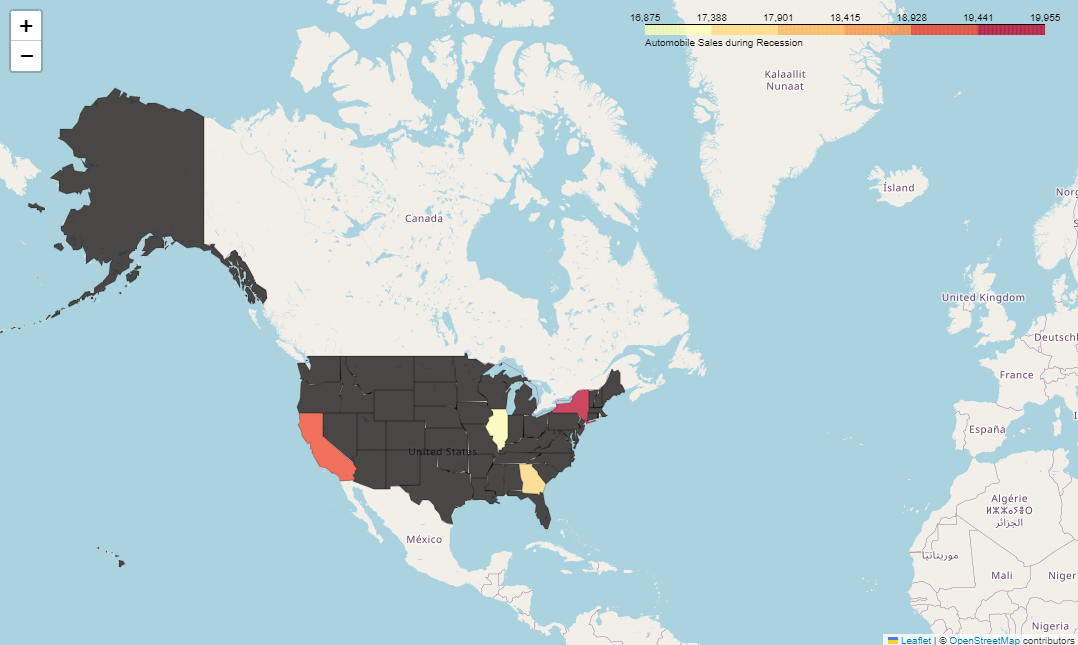 +
−
16,875 17,388 17,901 18,415 18,928 19,441 19,955
Automobile Sales during Recession
Kalaallit
Nunaat
Ísland
Canada
United Kingdom
France
España
United States
México
Algérie
ⵍⵣⵣⴰⵢⴻⵔ
الجزائر
موريتانيا
Mali
Niger
Nigeria
Leaflet | © OpenStreetMap contributors